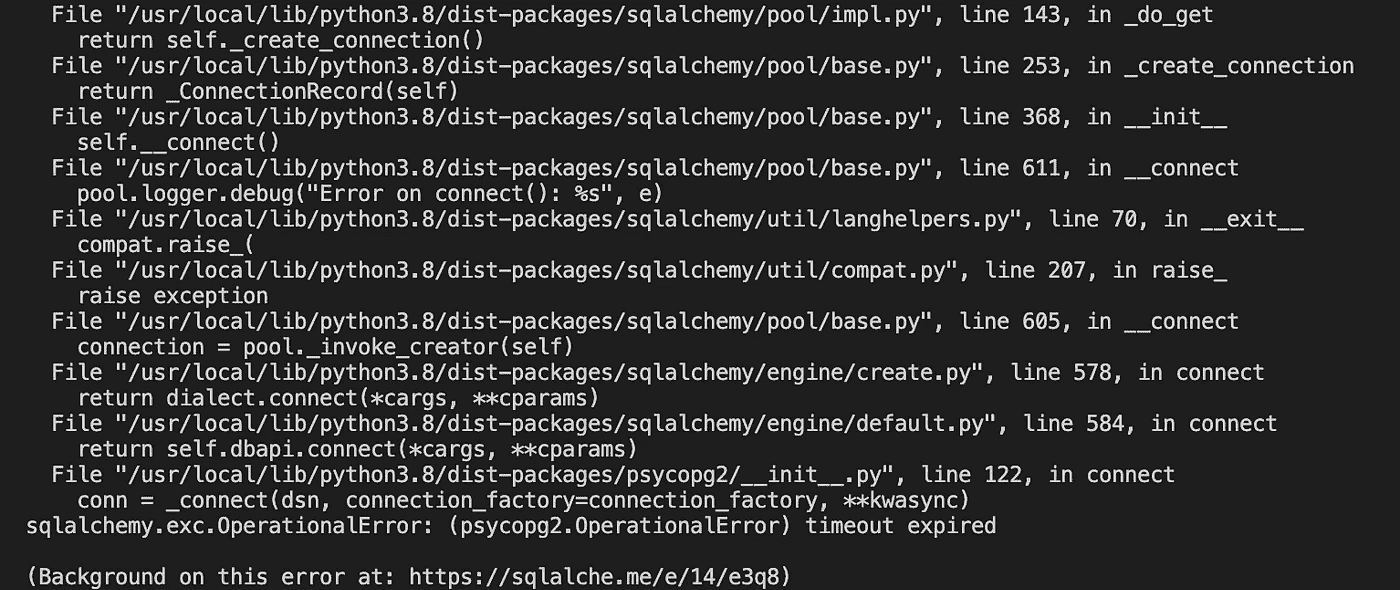 File "/usr/local/lib/python3.8/dist-packages/sqlalchemy/pool/impl.py", line 143, in _do_get
return self._create_connection()
File "/usr/local/lib/python3.8/dist-packages/sqlalchemy/pool/base.py", line 253, in _create_connection
return _ConnectionRecord(self)
File "/usr/local/lib/python3.8/dist-packages/sqlalchemy/pool/base.py", line 368, in __init__
self.__connect()
File "/usr/local/lib/python3.8/dist-packages/sqlalchemy/pool/base.py", line 611, in __connect
pool.logger.debug("Error on connect(): %s", e)
File "/usr/local/lib/python3.8/dist-packages/sqlalchemy/util/langhelpers.py", line 70, in __exit__
compat.raise_(
File "/usr/local/lib/python3.8/dist-packages/sqlalchemy/util/compat.py", line 207, in raise_
raise exception
File "/usr/local/lib/python3.8/dist-packages/sqlalchemy/pool/base.py", line 605, in __connect
connection = pool._invoke_creator(self)
File "/usr/local/lib/python3.8/dist-packages/sqlalchemy/engine/create.py", line 578, in connect
return dialect.connect(*cargs, **cparams)
File "/usr/local/lib/python3.8/dist-packages/sqlalchemy/engine/default.py", line 584, in connect
return self.dbapi.connect(*cargs, **cparams)
File "/usr/local/lib/python3.8/dist-packages/psycopg2/__init__.py", line 122, in connect
conn = _connect(dsn, connection_factory=connection_factory, **kwasync)
sqlalchemy.exc.OperationalError: (psycopg2.OperationalError) timeout expired
(Background on this error at: https://sqlalche.me/e/14/e3q8)